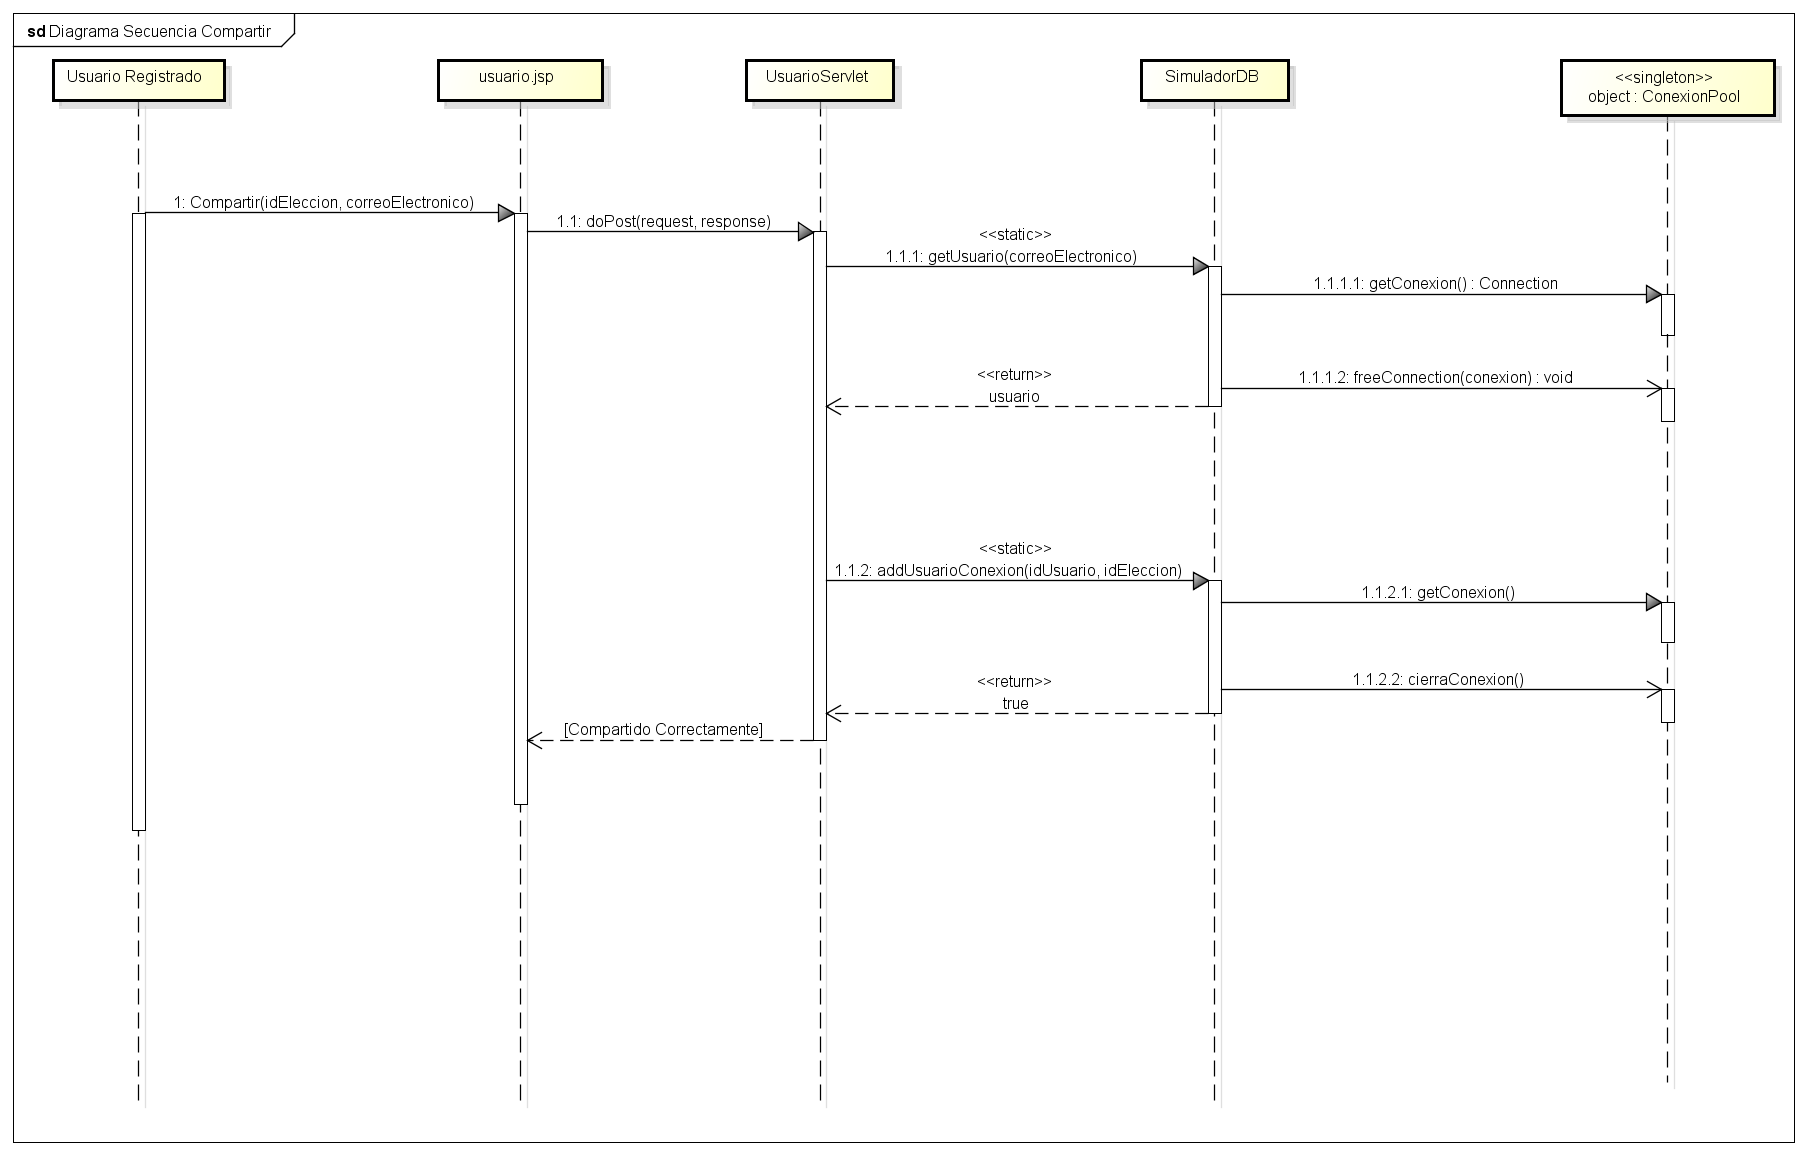 sd Diagrama Secuencia Compartir
Usuario Registrado
usuario.jsp
UsuarioServlet
SimuladorDB
<<singleton>>
object : ConexionPool
1: Compartir(idEleccion, correoElectronico)
1.1: doPost(request, response)
<<static>>
1.1.1: getUsuario(correoElectronico)
1.1.1.1: getConexion() : Connection
<<return>>
usuario
1.1.1.2: freeConnection(conexion) : void
<<static>>
1.1.2: addUsuarioConexion(idUsuario, idEleccion)
1.1.2.1: getConexion()
<<return>>
true
1.1.2.2: cierraConexion()
[Compartido Correctamente]